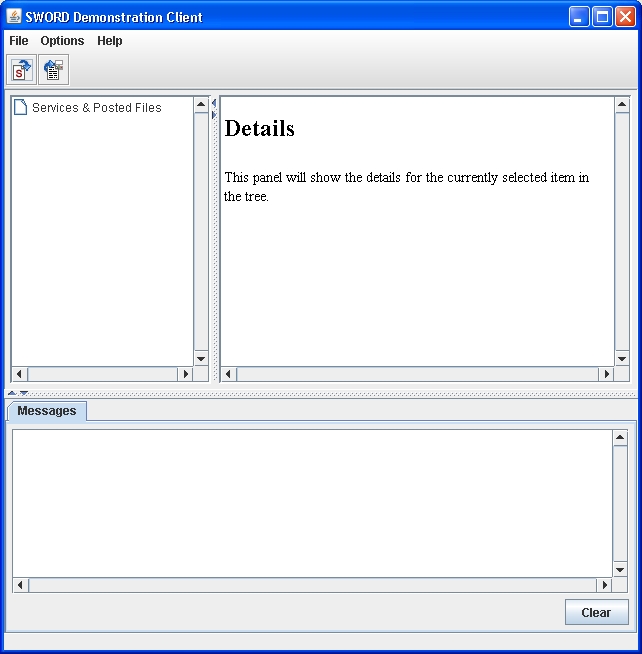 SWORD Demonstration Client
File Options Help
S
Services & Posted Files
Details
This panel will show the details for the currently selected item in
the tree.
Messages
Clear